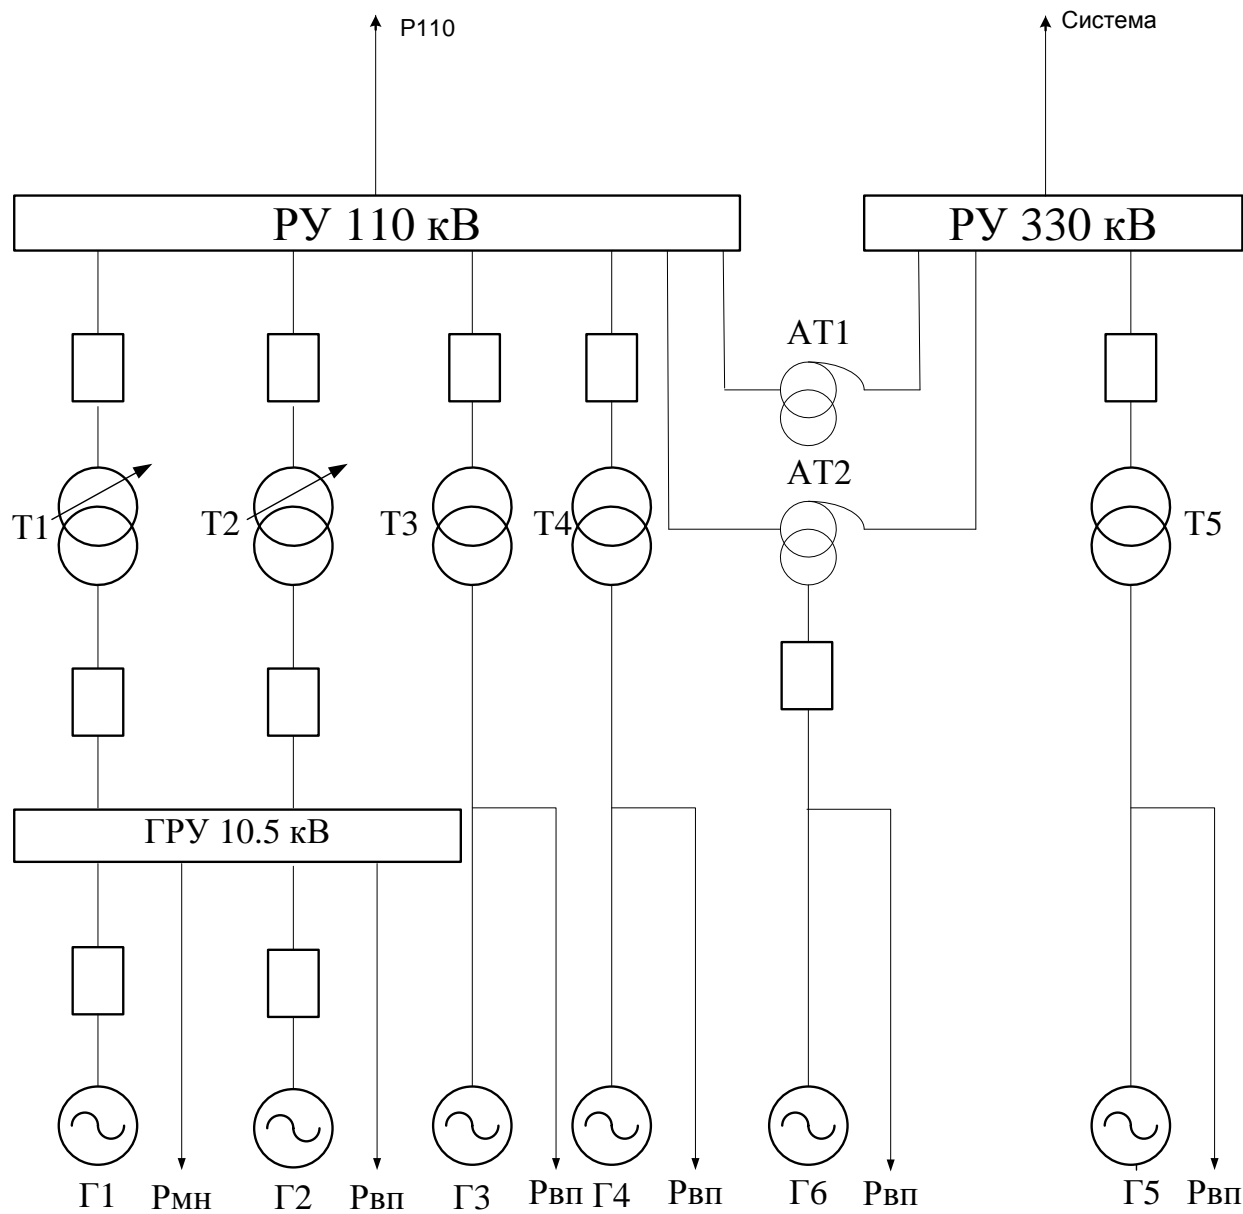 P110
Система
РУ 110 кВ
РУ 330 кВ
АТ1
АТ2
Т1
Т2
Т3
Т4
Т5
ГРУ 10.5 кВ
Г1
Рмн
Г2
Рвп
Г3
Рвп
Г4
Рвп
Г6
Рвп
Г5
Рвп